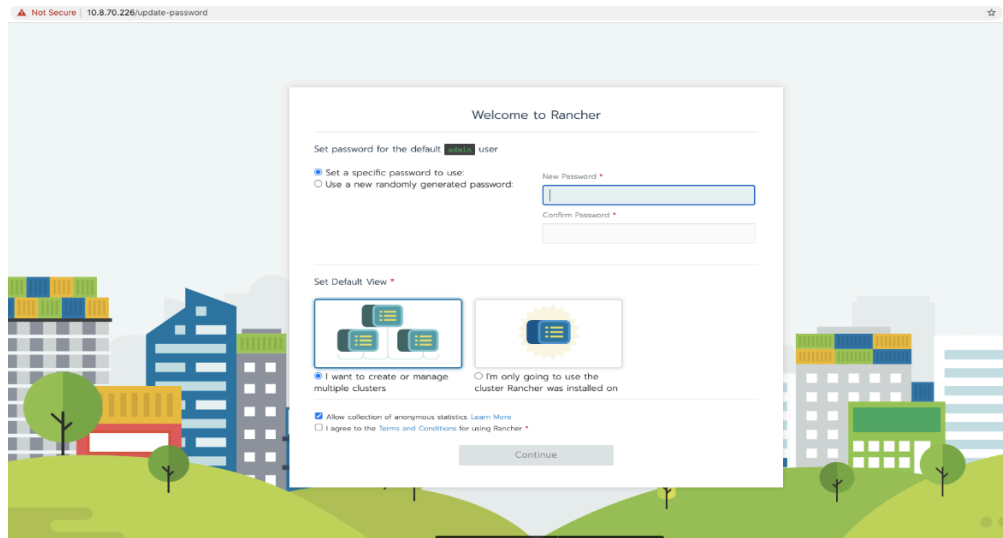 Not Secure
10.8.70.226/update-password
Welcome to Rancher
Set password for the default admin user
Set a specific password to use:
Use a new randomly generated password:
New Password *
Confirm Password *
Set Default View *
I want to create or manage
multiple clusters
I'm only going to use the
cluster Rancher was installed on
Allow collection of anonymous statistics Learn More
I agree to the Terms and Conditions for using Rancher *
Continue